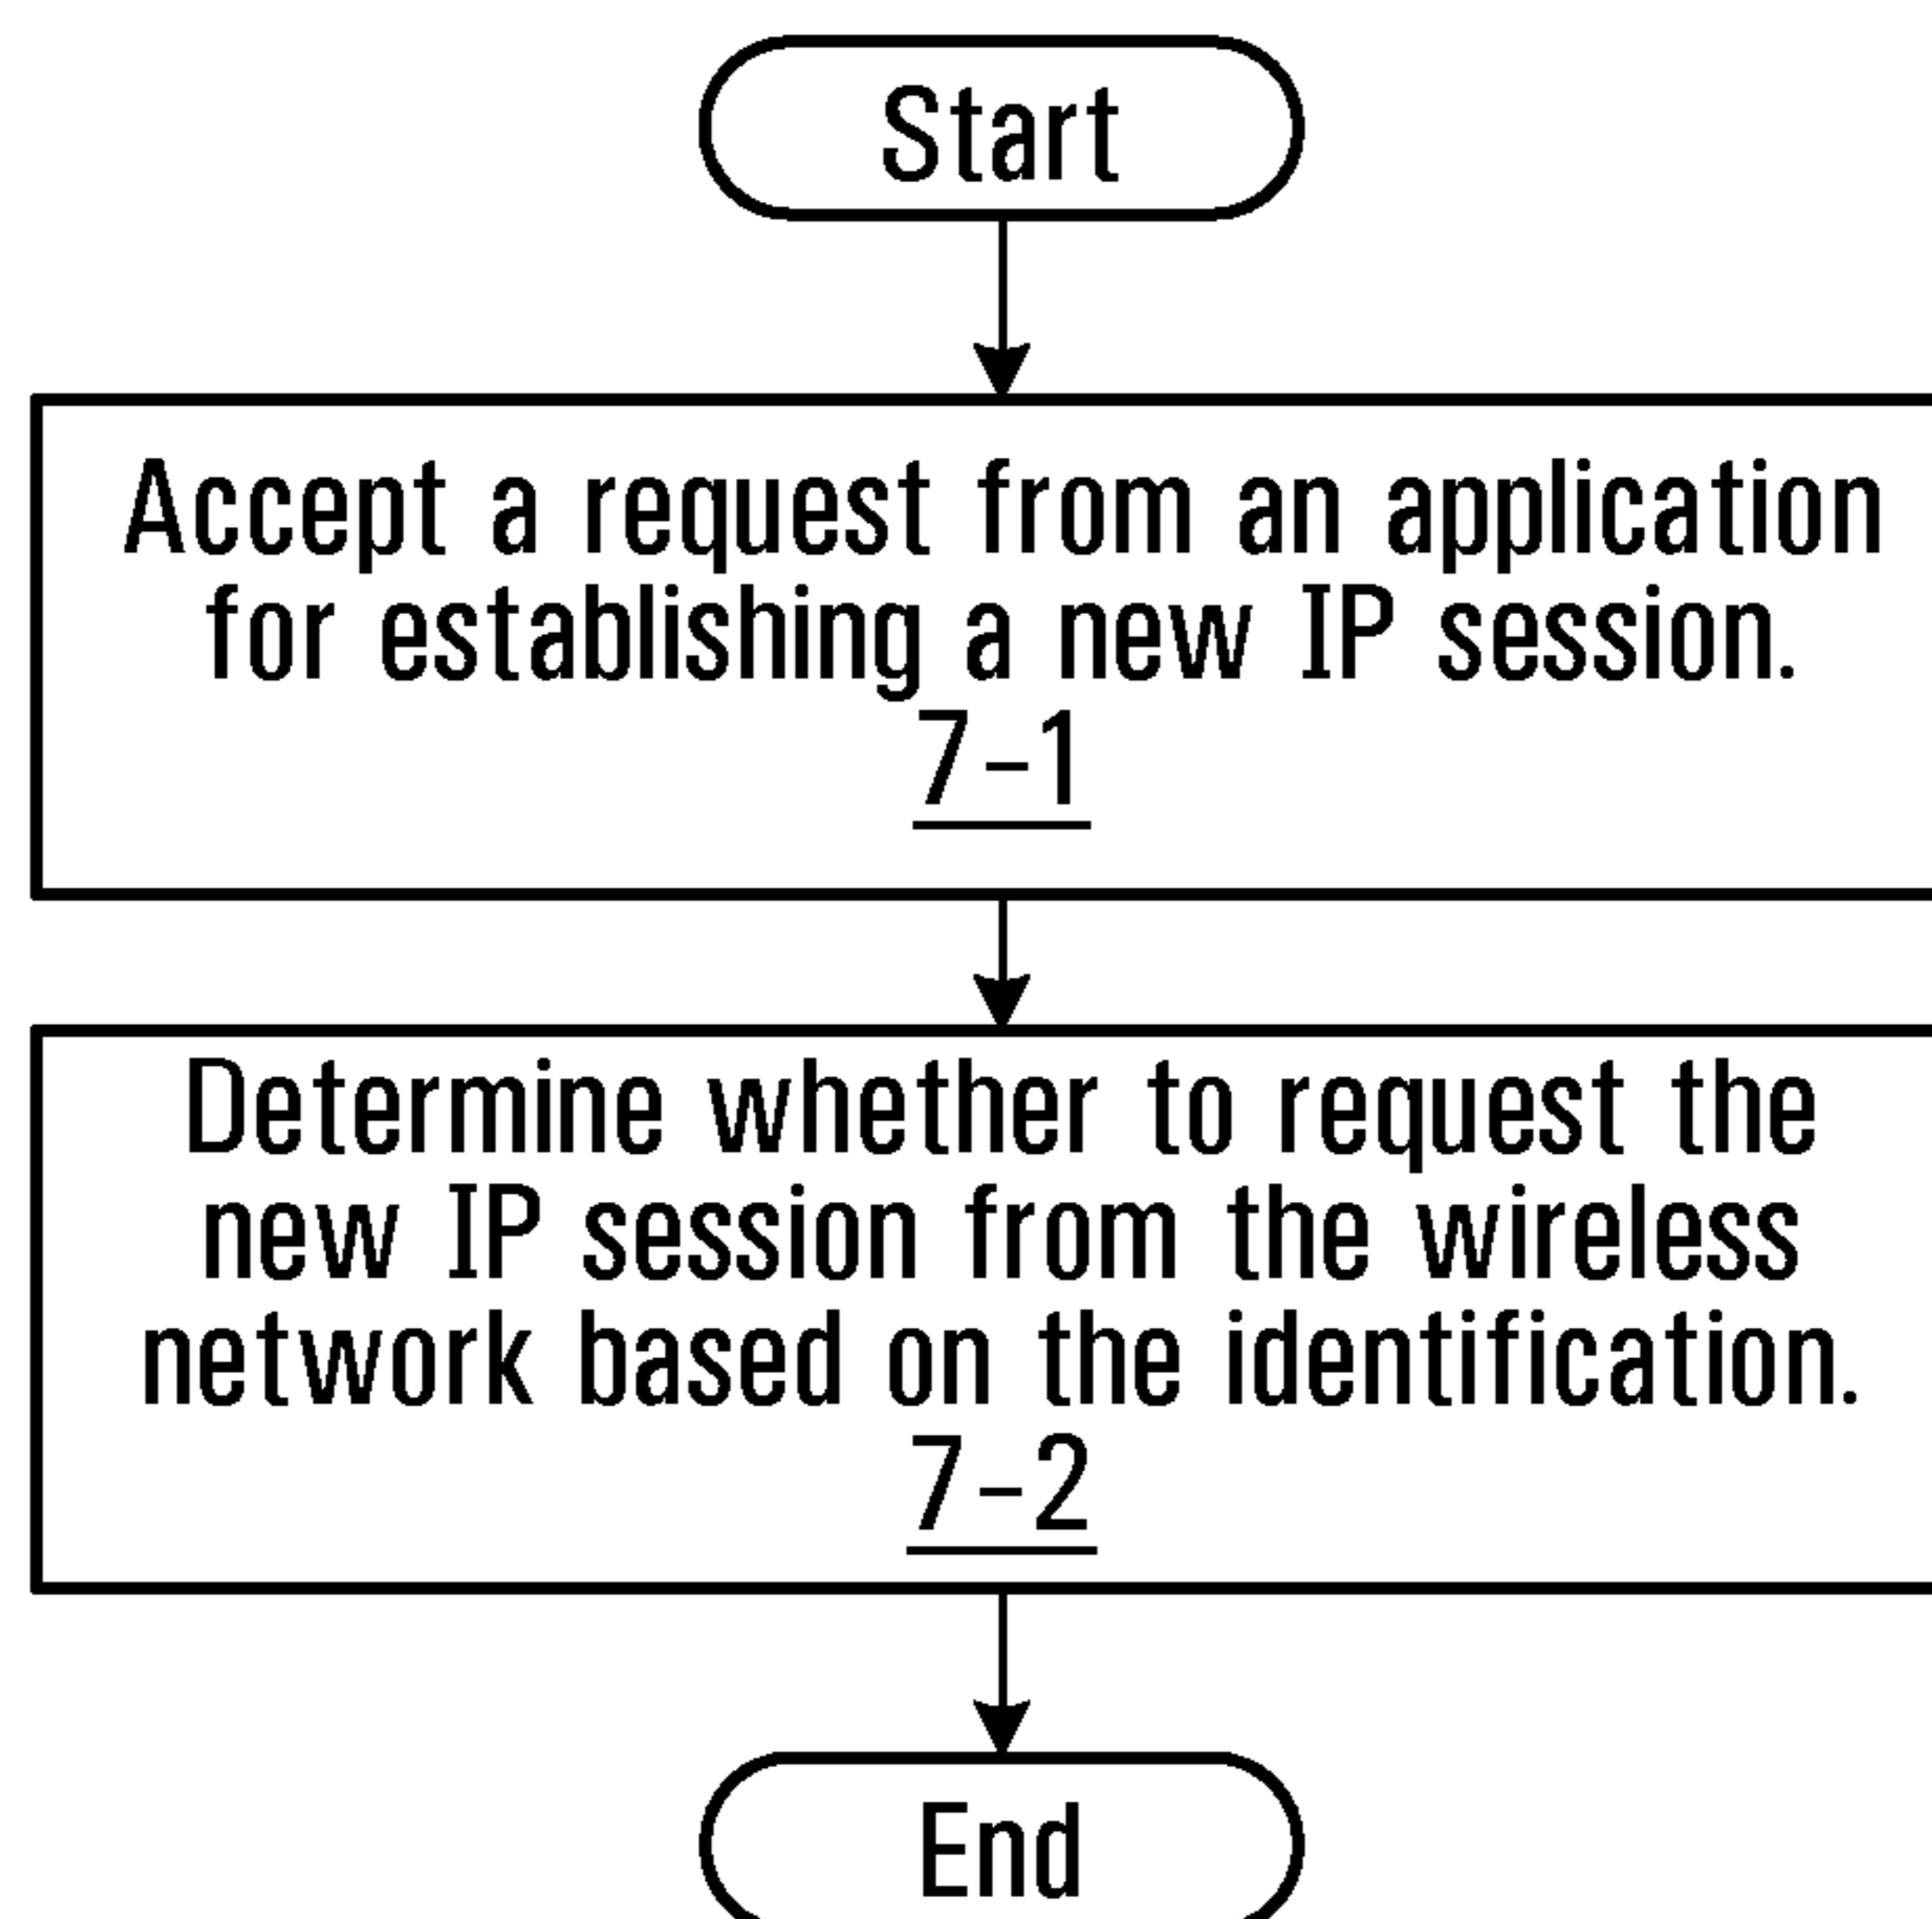 Start
Accept a request from an application
for establishing a new IP session.
7-1
Determine whether to request the
new IP session from the wireless
network based on the identification.
7-2
End